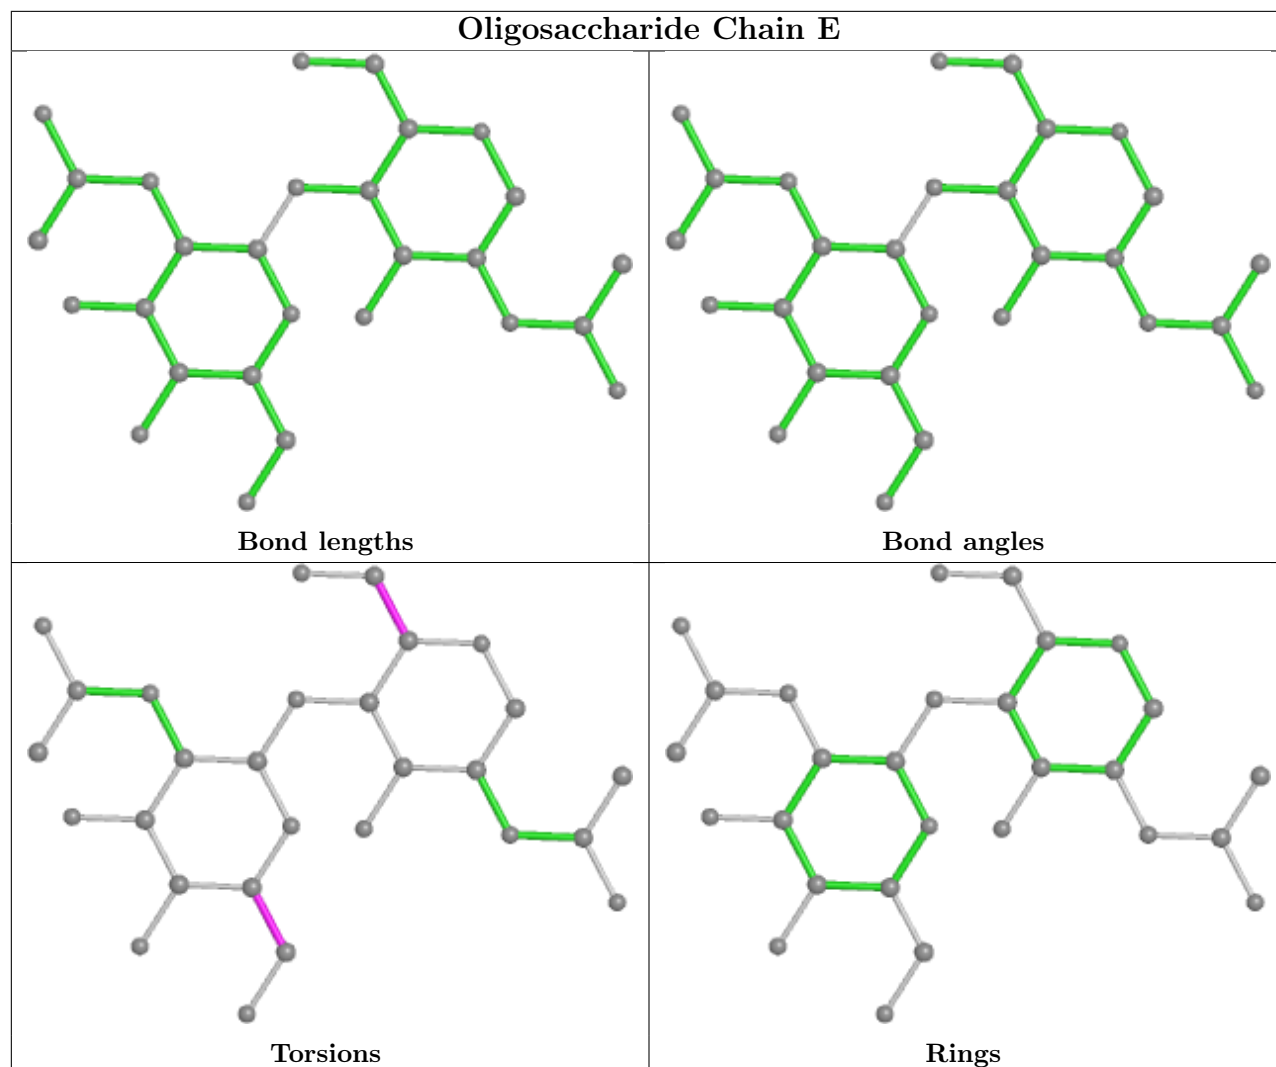 Oligosaccharide Chain E
Bond lengths
Bond angles
Torsions
Rings